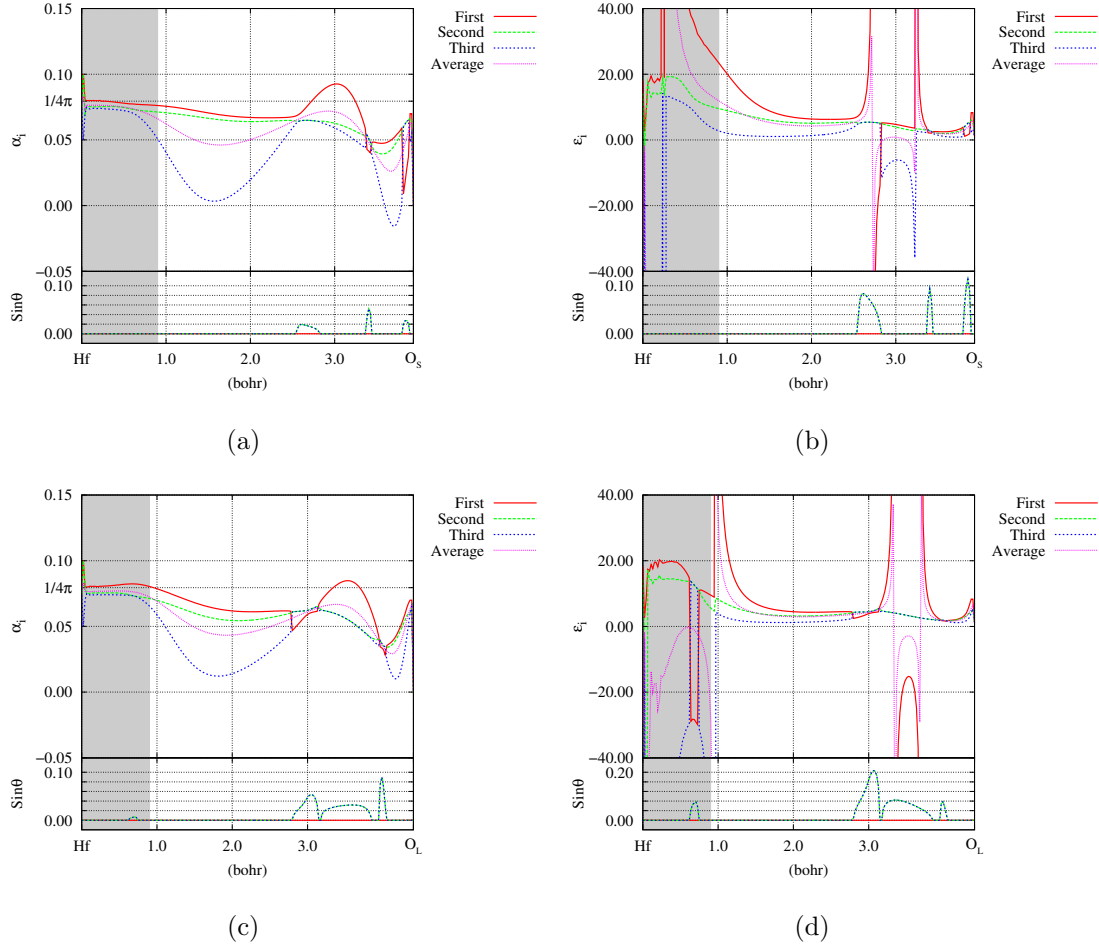 0.15
0.10
1/4π
0.05
0.00
−0.05
α_i
First
Second
Third
Average
0.10
0.00
Sinθ
Hf
1.0
2.0
3.0
O_S
(bohr)
(a)
40.00
20.00
0.00
−20.00
−40.00
ε_i
First
Second
Third
Average
0.10
0.00
Sinθ
Hf
1.0
2.0
3.0
O_S
(bohr)
(b)
0.15
0.10
1/4π
0.05
0.00
−0.05
α_i
First
Second
Third
Average
0.10
0.00
Sinθ
Hf
1.0
2.0
3.0
O_L
(bohr)
(c)
40.00
20.00
0.00
−20.00
−40.00
ε_i
First
Second
Third
Average
0.20
0.00
Sinθ
Hf
1.0
2.0
3.0
O_L
(bohr)
(d)